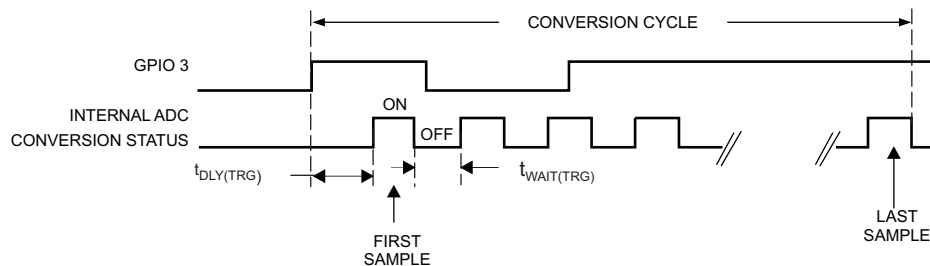 CONVERSION CYCLE
GPIO 3
INTERNAL ADC
CONVERSION STATUS
ON
OFF
tDLY(TRG)
tWAIT(TRG)
FIRST
SAMPLE
LAST
SAMPLE